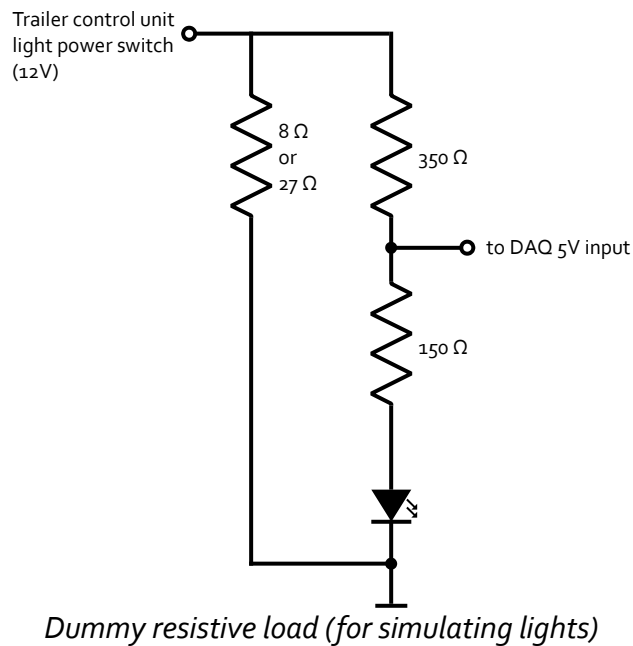 Trailer control unit
light power switch
(12V)
8 Ω
or
27 Ω
350 Ω
to DAQ 5V input
150 Ω
Dummy resistive load (for simulating lights)